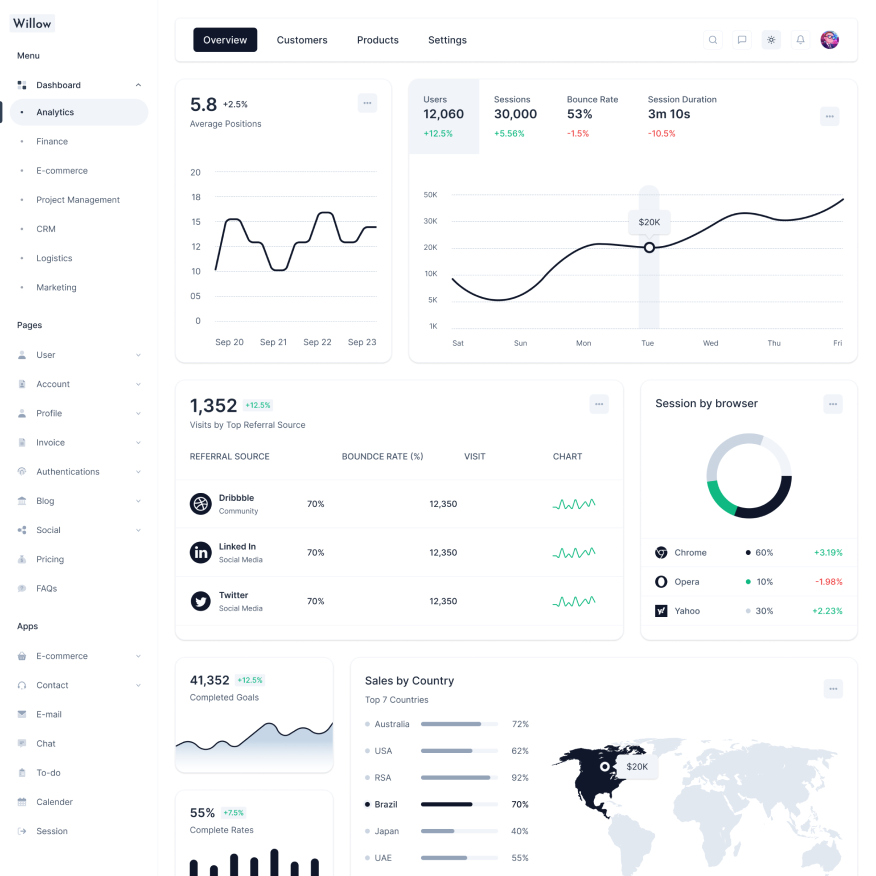 Willow
Menu
Dashboard
Analytics
Finance
E-commerce
Project Management
CRM
Logistics
Marketing
Pages
User
Account
Profile
Invoice
Authentications
Blog
Social
Pricing
FAQs
Apps
E-commerce
Contact
E-mail
Chat
To-do
Calender
Session
Overview Customers Products Settings
5.8 +2.5%
Average Positions
20
18
15
12
10
05
0
Sep 20 Sep 21 Sep 22 Sep 23
Users Sessions Bounce Rate Session Duration
12,060 30,000 53% 3m 10s
+12.5% +5.56% -1.5% -10.5%
50K
30K
$20K
20K
10K
5K
1K
Sat Sun Mon Tue Wed Thu Fri
1,352 +12.5%
Visits by Top Referral Source
REFERRAL SOURCE BOUNDCE RATE (%) VISIT CHART
Dribbble
Community
70% 12,350
Linked In
Social Media
70% 12,350
Twitter
Social Media
70% 12,350
Session by browser
Chrome 60% +3.19%
Opera 10% -1.98%
Yahoo 30% +2.23%
41,352 +12.5%
Completed Goals
55% +7.5%
Complete Rates
Sales by Country
Top 7 Countries
Australia 72%
USA 62%
RSA 92%
Brazil 70%
Japan 40%
UAE 55%
$20K